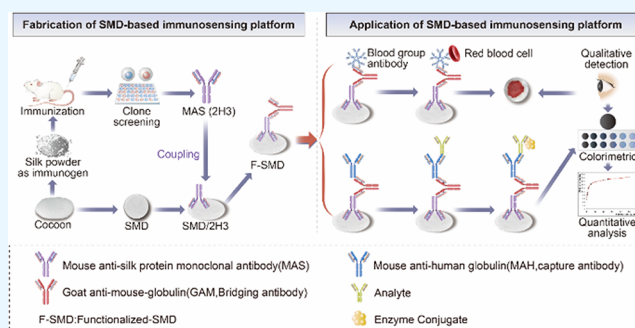 Fabrication of SMD-based immunosensing platform
Immunization
Clone
screening
MAS (2H3)
Silk powder
as immunogen
Coupling
F-SMD
Cocoon
SMD
SMD/2H3
Application of SMD-based immunosensing platform
Blood group
antibody
Red blood cell
Qualitative
detection
Colorimetric
Quantitative
analysis
Mouse anti-silk protein monoclonal antibody(MAS)
Goat anti-mouse-globulin(GAM,Bridging antibody)
F-SMD:Functionalized-SMD
Mouse anti-human globulin(MAH,capture antibody)
Analyte
Enzyme Conjugate